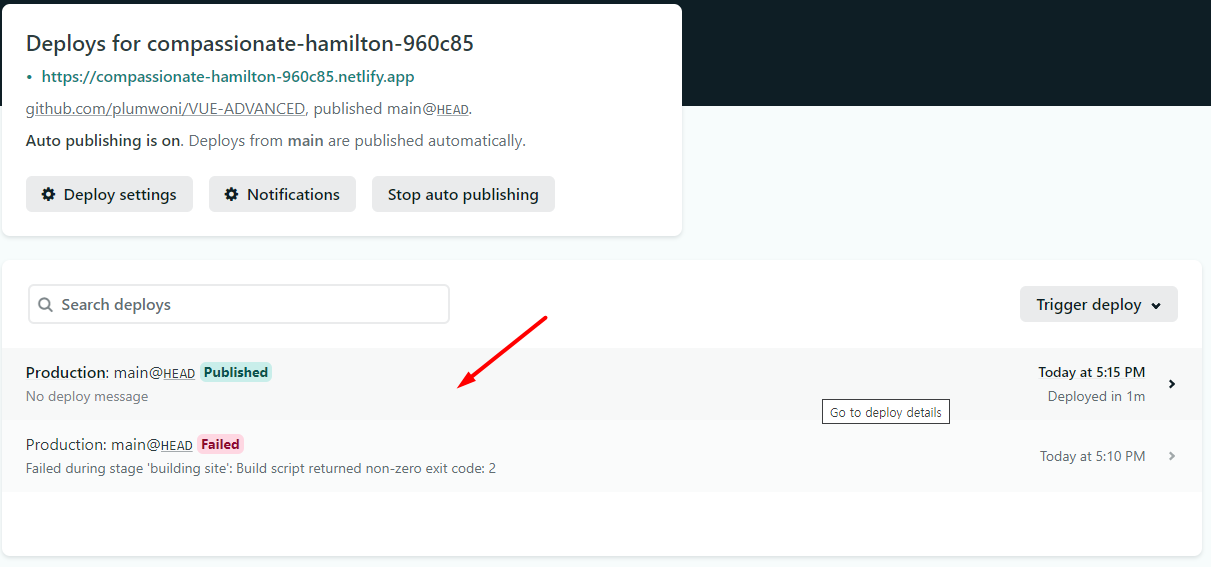 Deploys for compassionate-hamilton-960c85
• https://compassionate-hamilton-960c85.netlify.app
github.com/plumwoni/VUE-ADVANCED, published main@HEAD.
Auto publishing is on. Deploys from main are published automatically.
Deploy settings Notifications Stop auto publishing
Search deploys Trigger deploy
Production: main@HEAD Published Today at 5:15 PM
No deploy message Deployed in 1m
Go to deploy details
Production: main@HEAD Failed
Failed during stage 'building site': Build script returned non-zero exit code: 2 Today at 5:10 PM